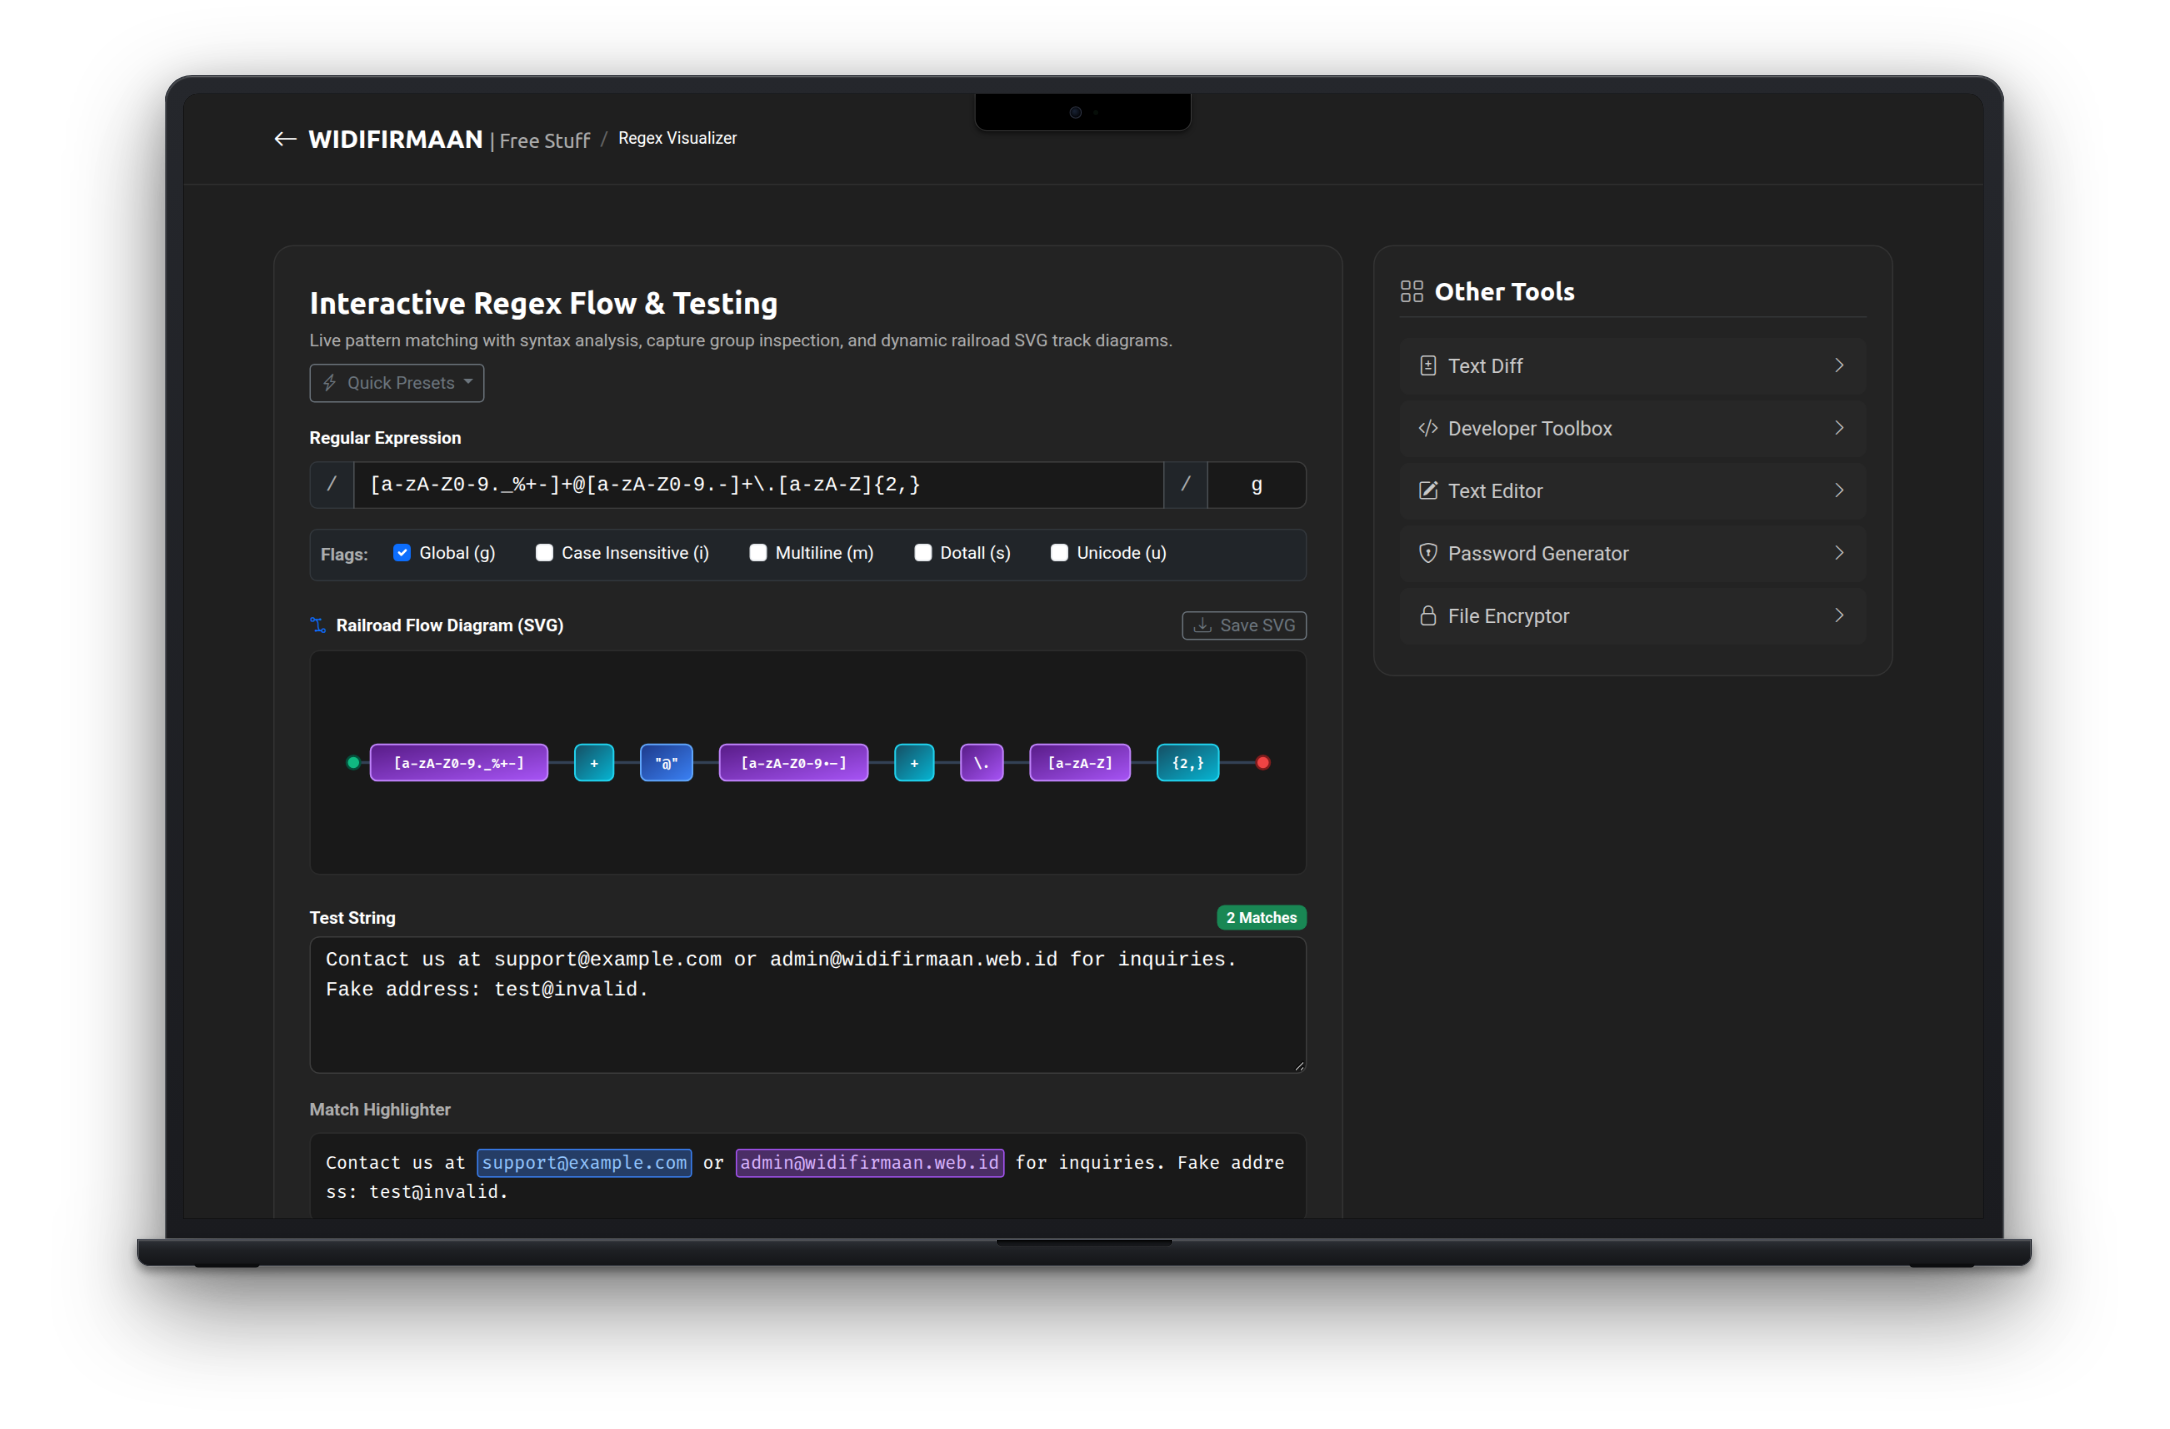 WIDIFIRMAAN | Free Stuff / Regex Visualizer
Interactive Regex Flow & Testing
Live pattern matching with syntax analysis, capture group inspection, and dynamic railroad SVG track diagrams.
Quick Presets
Regular Expression
/ [a-zA-Z0-9._%+-]+@[a-zA-Z0-9.-]+\.[a-zA-Z]{2,} / g
Flags: Global (g) Case Insensitive (i) Multiline (m) Dotall (s) Unicode (u)
Railroad Flow Diagram (SVG) Save SVG
[a-zA-Z0-9._%+-] + "@" [a-zA-Z0-9.-] + \. [a-zA-Z] {2,}
Test String 2 Matches
Contact us at support@example.com or admin@widifirmaan.web.id for inquiries.
Fake address: test@invalid.
Match Highlighter
Contact us at support@example.com or admin@widifirmaan.web.id for inquiries. Fake addre
ss: test@invalid.
Other Tools
Text Diff
Developer Toolbox
Text Editor
Password Generator
File Encryptor